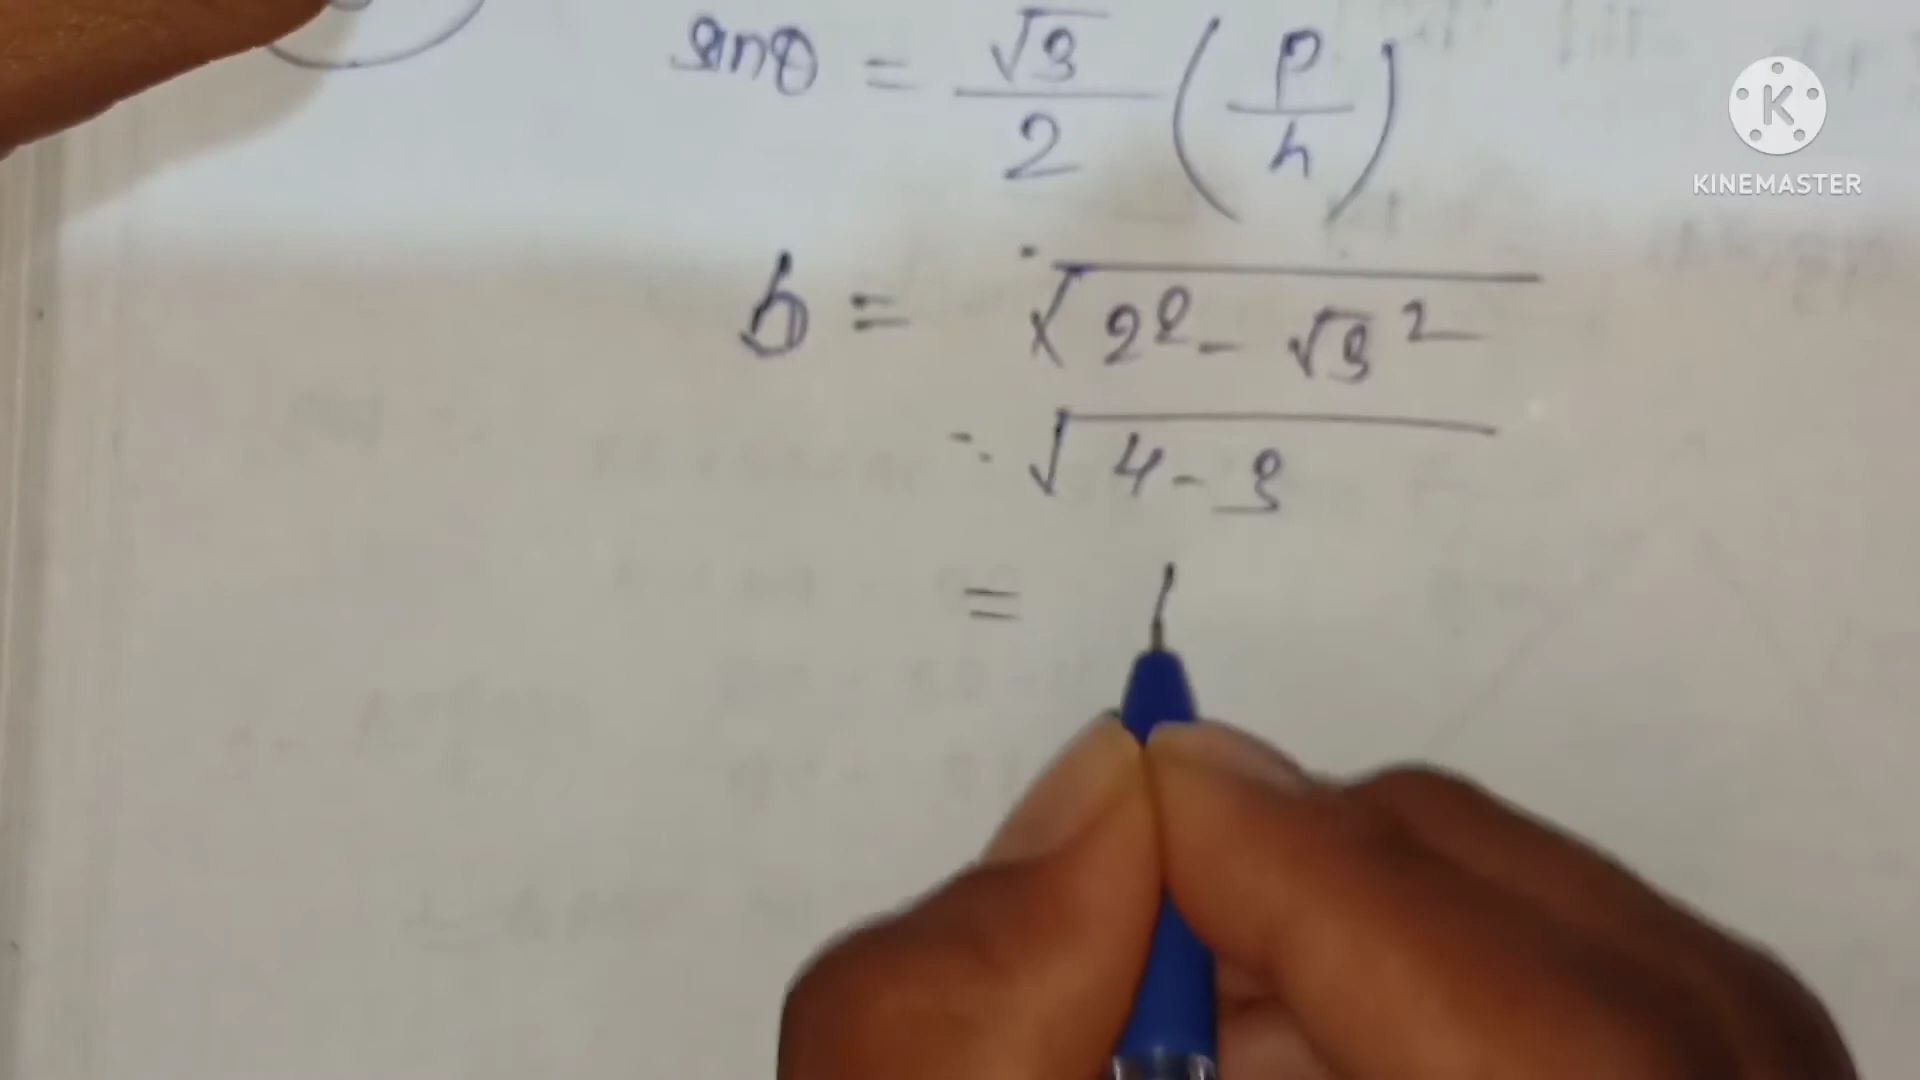 sinθ = √3/2 (p/h)
b = √2² - √3²
= √4 - 3
= 1
K
KINEMASTER